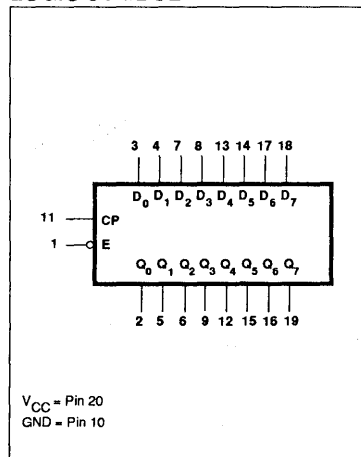 3 4 7 8 13 14 17 18
D0 D1 D2 D3 D4 D5 D6 D7
11 CP
1 E
Q0 Q1 Q2 Q3 Q4 Q5 Q6 Q7
2 5 6 9 12 15 16 19
VCC = Pin 20
GND = Pin 10